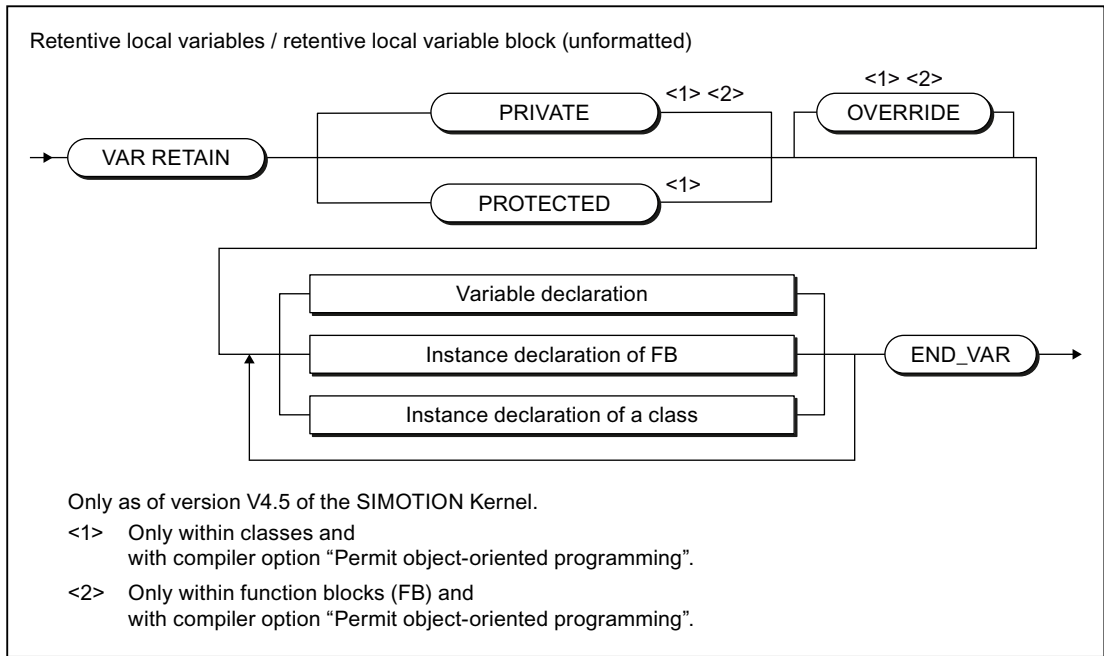 Retentive local variables / retentive local variable block (unformatted)
<1> <2>
PRIVATE
<1> <2>
OVERRIDE
VAR RETAIN
PROTECTED
<1>
Variable declaration
Instance declaration of FB
END_VAR
Instance declaration of a class
Only as of version V4.5 of the SIMOTION Kernel.
<1> Only within classes and
with compiler option “Permit object-oriented programming”.
<2> Only within function blocks (FB) and
with compiler option “Permit object-oriented programming”.